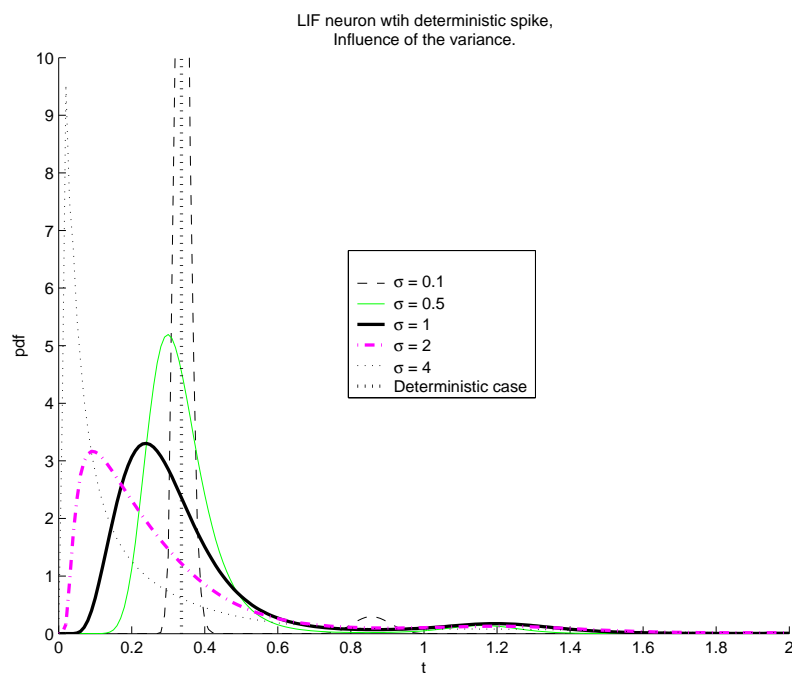 LIF neuron wtih deterministic spike,
Influence of the variance.
10
9
8
7
6
5
4
3
2
1
0
pdf
σ = 0.1
σ = 0.5
σ = 1
σ = 2
σ = 4
Deterministic case
0 0.2 0.4 0.6 0.8 1 1.2 1.4 1.6 1.8 2
t